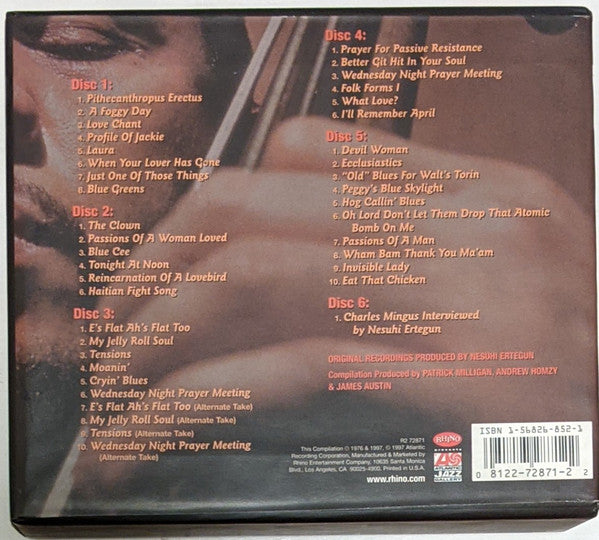 Disc 1:
1. Pithecanthropus Erectus
2. A Foggy Day
3. Love Chant
4. Profile Of Jackie
5. Laura
6. When Your Lover Has Gone
7. Just One Of Those Things
8. Blue Greens
Disc 2:
1. The Clown
2. Passions Of A Woman Loved
3. Blue Cee
4. Tonight At Noon
5. Reincarnation Of A Lovebird
6. Haitian Fight Song
Disc 3:
1. E's Flat Ah's Flat Too
2. My Jelly Roll Soul
3. Tensions
4. Moanin'
5. Cryin' Blues
6. Wednesday Night Prayer Meeting
7. E's Flat Ah's Flat Too (Alternate Take)
8. My Jelly Roll Soul (Alternate Take)
9. Tensions (Alternate Take)
10. Wednesday Night Prayer Meeting
(Alternate Take)
Disc 4:
1. Prayer For Passive Resistance
2. Better Git Hit In Your Soul
3. Wednesday Night Prayer Meeting
4. Folk Forms I
5. What Love?
6. I'll Remember April
Disc 5:
1. Devil Woman
2. Ecclusiastics
3. "Old" Blues For Walt's Torin
4. Peggy's Blue Skylight
5. Hog Callin' Blues
6. Oh Lord Don't Let Them Drop That Atomic
Bomb On Me
7. Passions Of A Man
8. Wham Bam Thank You Ma'am
9. Invisible Lady
10. Eat That Chicken
Disc 6:
1. Charles Mingus Interviewed
by Nesuhi Ertegun
ORIGINAL RECORDINGS PRODUCED BY NESUHI ERTEGUN
Compilation Produced by PATRICK MILLIGAN, ANDREW HOMZY
& JAMES AUSTIN
R2 72871
This Compilation ℗ 1976 & 1997, © 1997 Atlantic
Recording Corporation, Manufactured & Marketed by
Rhino Entertainment Company, 10635 Santa Monica
Blvd., Los Angeles, CA 90025-4900. Printed in U.S.A.
www.rhino.com
RHINO
ATLANTIC
JAZZ
GALLERY
ISBN 1-56826-852-1
0 8122-72871-2 2